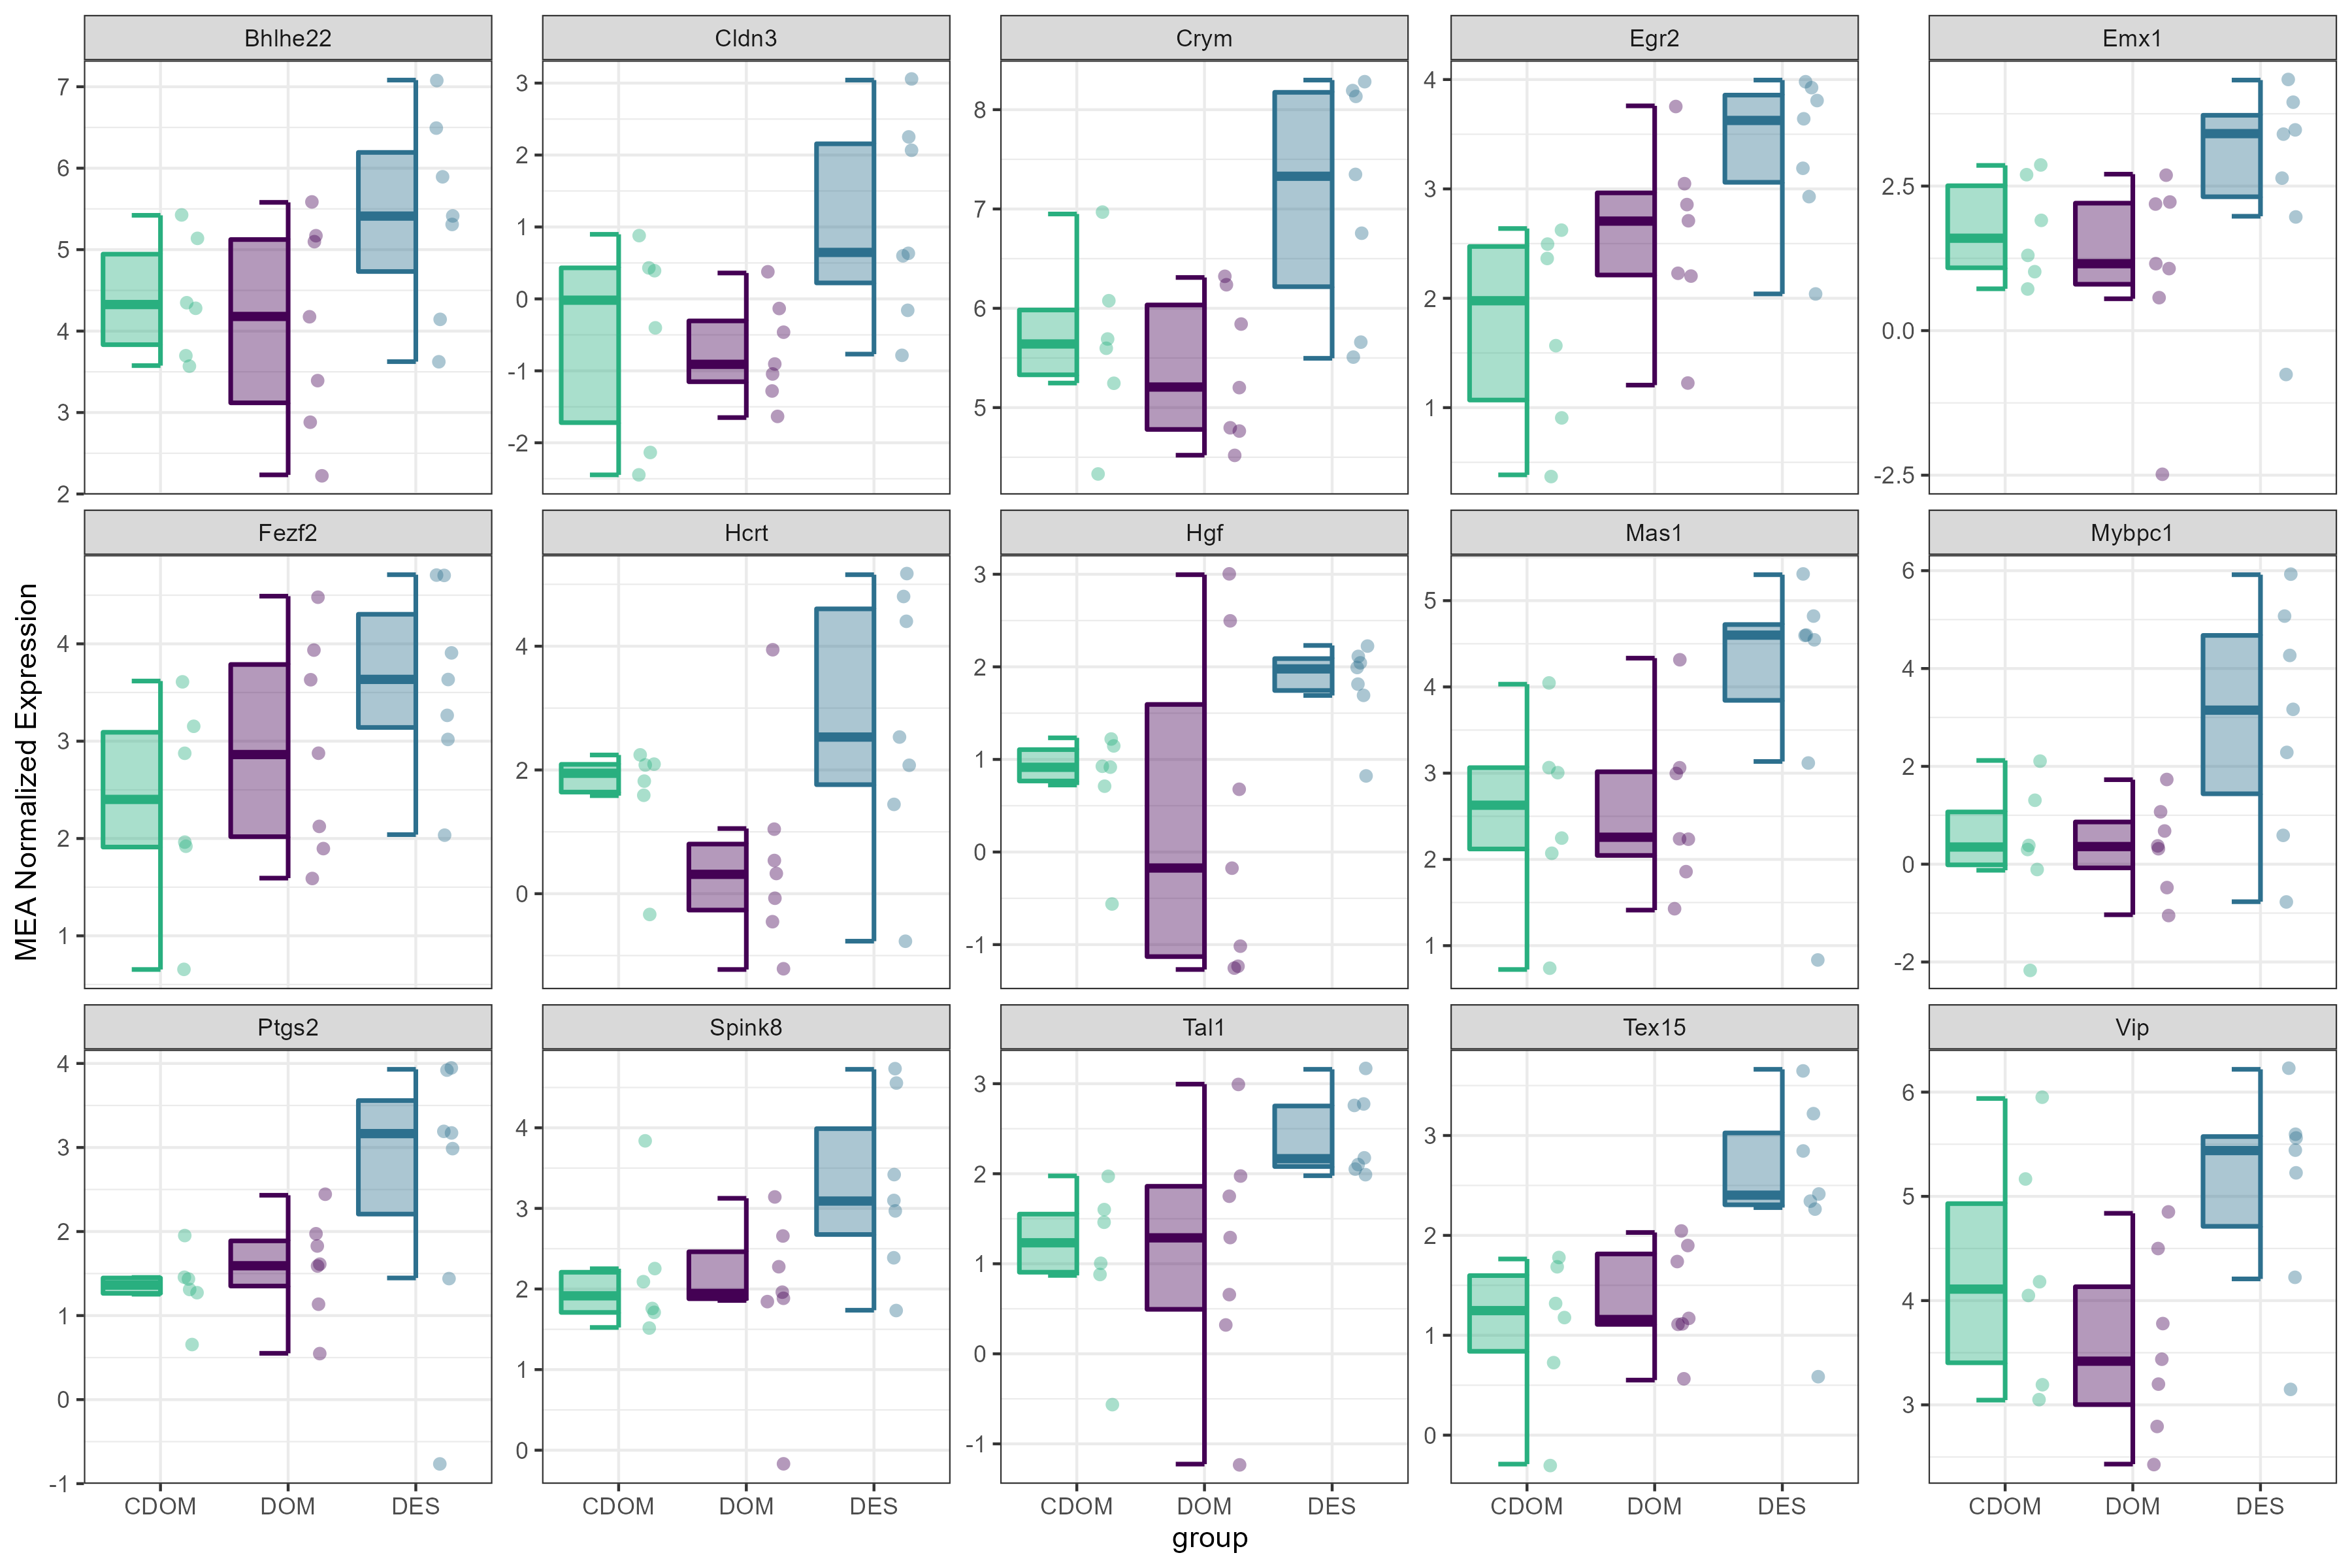 Bhlhe22 Cldn3 Crym Egr2 Emx1
7 3 8 4
6 2 3 2.5
5 1 7
4 0 6 2 0.0
3 -1 5 1
2 -2 -2.5
Fezf2 Hcrt Hgf Mas1 Mybpc1
4 4 3 5 6
3 2 2 4 4
2 0 1 3 2
1 0 2 0
-1 1 -2
Ptgs2 Spink8 Tal1 Tex15 Vip
4 4 3 3 6
3 3 2 2 5
2 2 1 1 4
1 1 0 0 3
0 0 -1
-1
CDOM DOM DES CDOM DOM DES CDOM DOM DES CDOM DOM DES CDOM DOM DES
group
MEA Normalized Expression